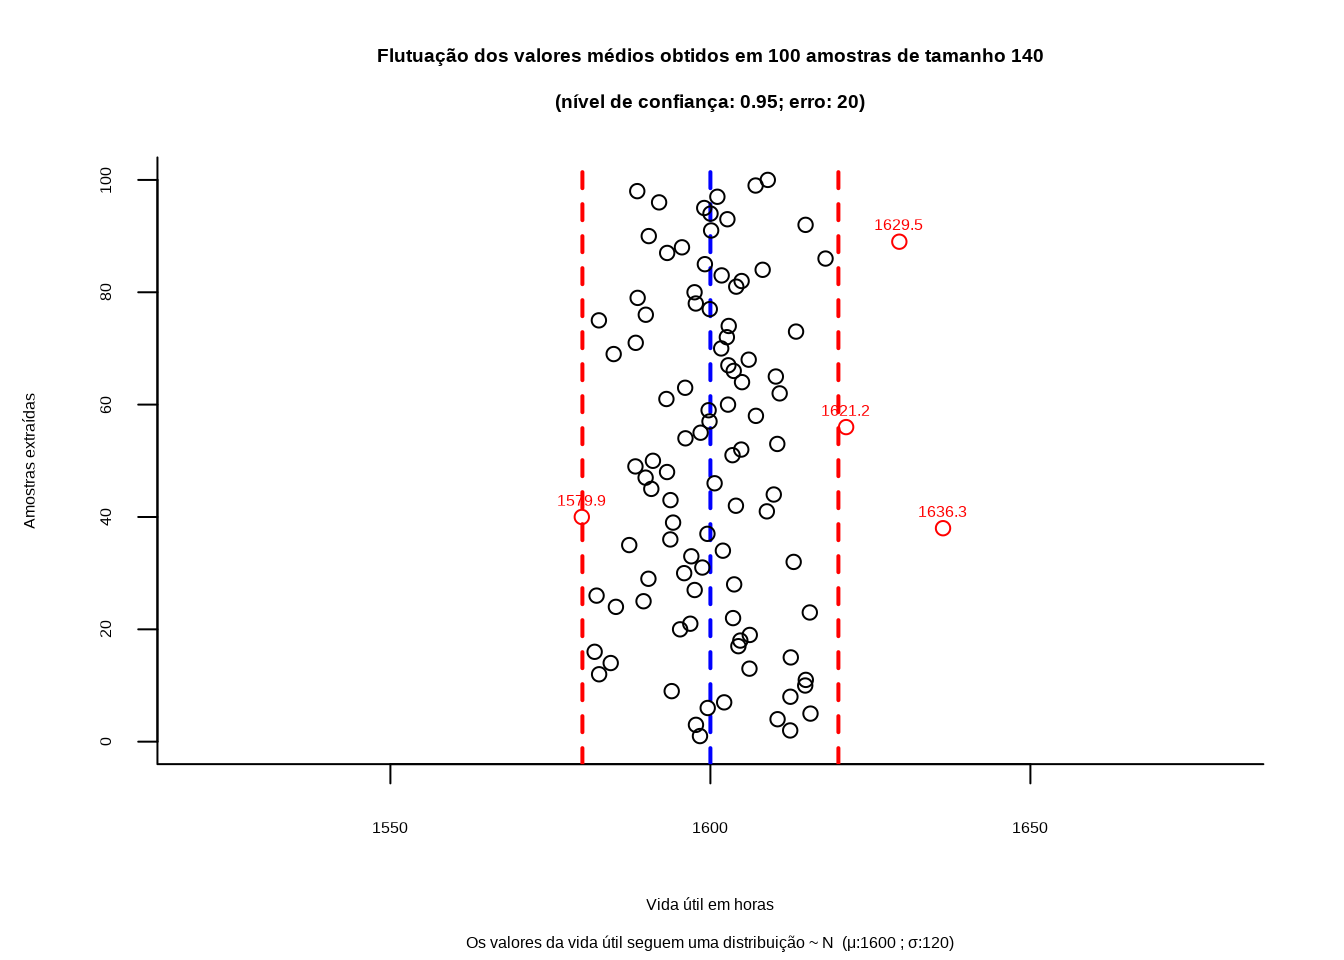 Flutuação dos valores médios obtidos em 100 amostras de tamanho 140
(nível de confiança: 0.95; erro: 20)
100
80
60
40
20
0
Amostras extraídas
1629.5
1621.2
1579.9
1636.3
1550
1600
1650
Vida útil em horas
Os valores da vida útil seguem uma distribuição ~ N  (μ:1600 ; σ:120)